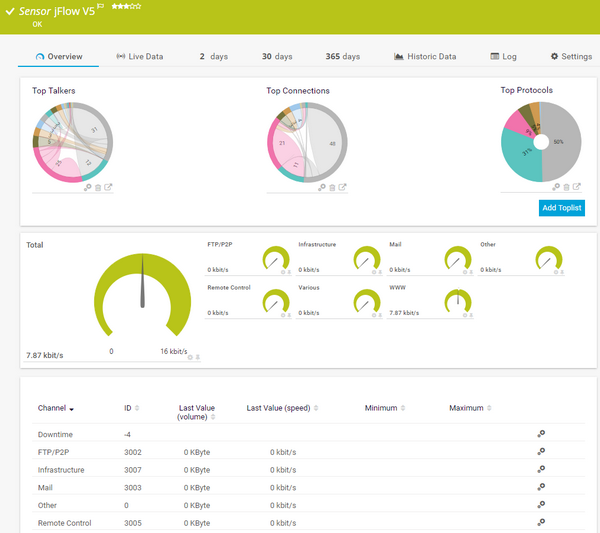 Sensor jFlow V5
OK
Overview
Live Data
2 days
30 days
365 days
Historic Data
Log
Settings
Top Talkers
Top Connections
Top Protocols
31
21
48
11
50%
31%
Add Toplist
Total
0
16 kbit/s
7.87 kbit/s
FTP/P2P
0 kbit/s
Infrastructure
0 kbit/s
Mail
0 kbit/s
Other
0 kbit/s
Remote Control
0 kbit/s
Various
0 kbit/s
WWW
7.87 kbit/s
Channel ID Last Value (volume) Last Value (speed) Minimum Maximum
Downtime -4
FTP/P2P 3002 0 KByte 0 kbit/s
Infrastructure 3007 0 KByte 0 kbit/s
Mail 3003 0 KByte 0 kbit/s
Other 0 0 KByte 0 kbit/s
Remote Control 3005 0 KByte 0 kbit/s